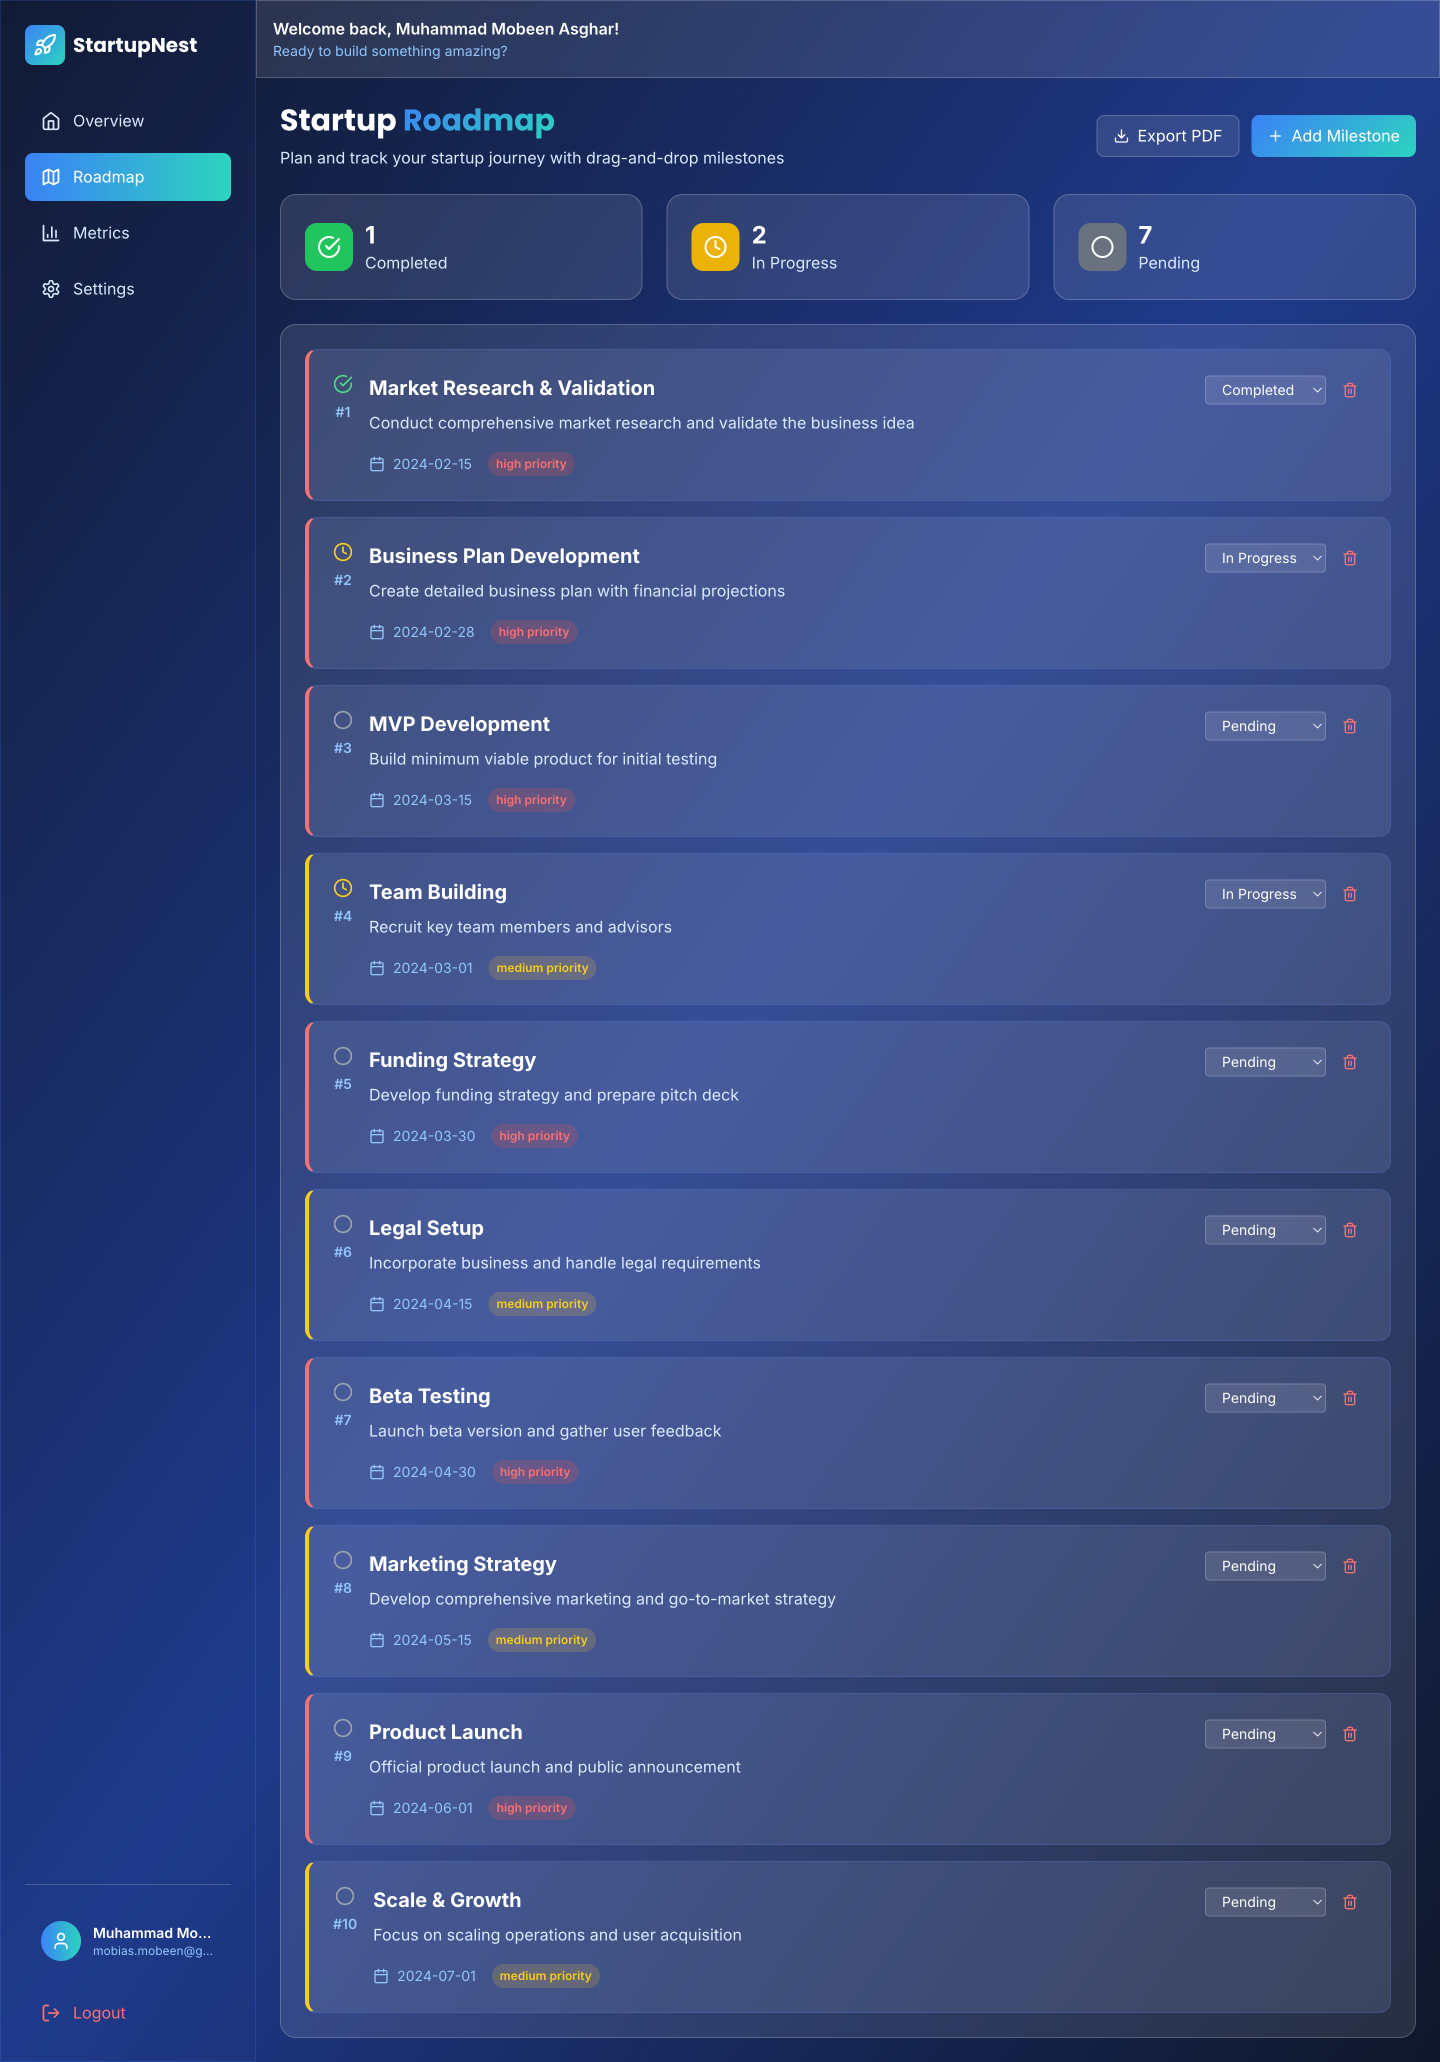 StartupNest
Overview
Roadmap
Metrics
Settings
Muhammad Mo...
mobias.mobeen@g...
Logout
Welcome back, Muhammad Mobeen Asghar!
Ready to build something amazing?
Startup Roadmap
Plan and track your startup journey with drag-and-drop milestones
Export PDF
Add Milestone
1
Completed
2
In Progress
7
Pending
Market Research & Validation
Completed
#1
Conduct comprehensive market research and validate the business idea
2024-02-15 high priority
Business Plan Development
In Progress
#2
Create detailed business plan with financial projections
2024-02-28 high priority
MVP Development
Pending
#3
Build minimum viable product for initial testing
2024-03-15 high priority
Team Building
In Progress
#4
Recruit key team members and advisors
2024-03-01 medium priority
Funding Strategy
Pending
#5
Develop funding strategy and prepare pitch deck
2024-03-30 high priority
Legal Setup
Pending
#6
Incorporate business and handle legal requirements
2024-04-15 medium priority
Beta Testing
Pending
#7
Launch beta version and gather user feedback
2024-04-30 high priority
Marketing Strategy
Pending
#8
Develop comprehensive marketing and go-to-market strategy
2024-05-15 medium priority
Product Launch
Pending
#9
Official product launch and public announcement
2024-06-01 high priority
Scale & Growth
Pending
#10
Focus on scaling operations and user acquisition
2024-07-01 medium priority